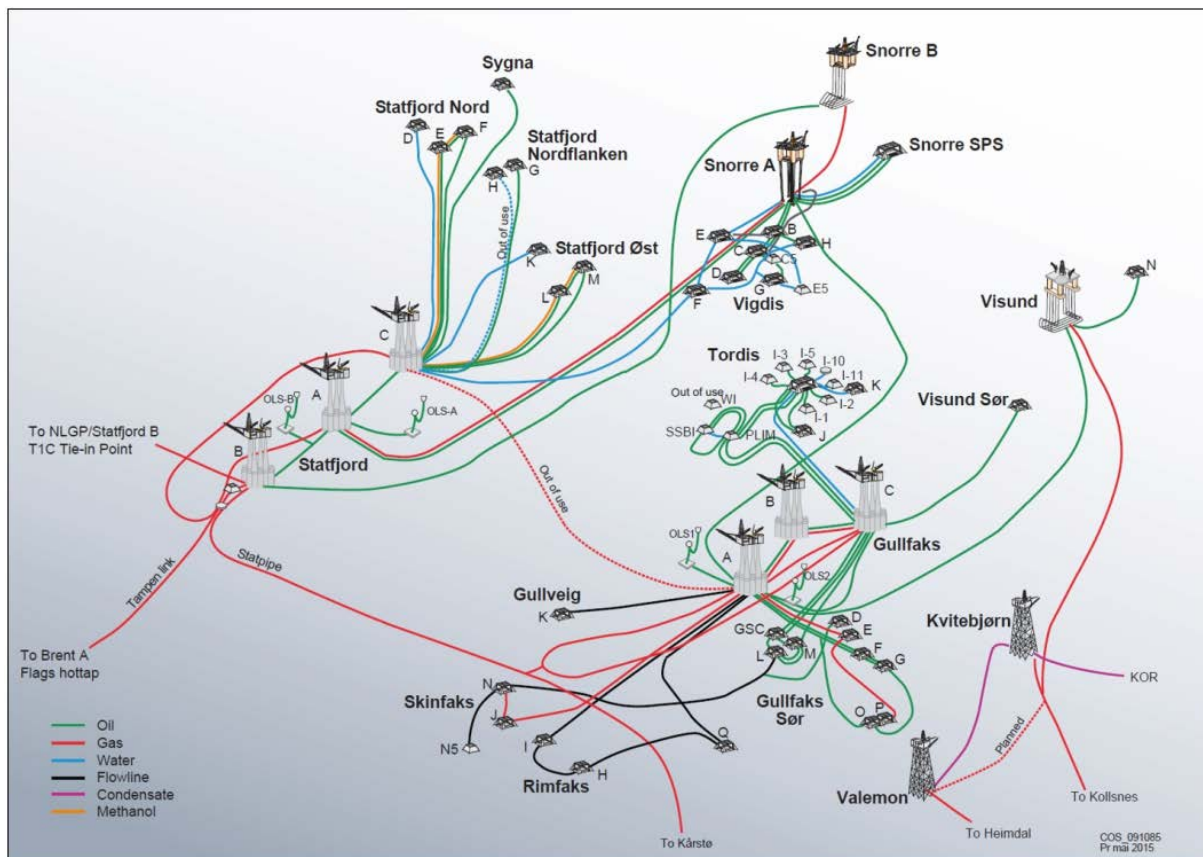 Snorre B
Sygna
Statfjord Nord
D
E
F
Statfjord
Nordflanken
H
G
Out of use
Snorre A
Snorre SPS
E
B
H
C
C5
D
G
E5
F
Vigdis
K
Statfjord Øst
L
M
N
Visund
C
A
OLS-B
OLS-A
B
Statfjord
To NLGP/Statfjord B
T1C Tie-in Point
Tordis
I-3
I-5
I-10
I-4
I-11
K
I-2
I-1
J
Out of use
WI
SSBI
PLIM
Visund Sør
Out of use
B
C
Gullfaks
OLS1
A
OLS2
Statpipe
Tampen link
Gullveig
K
Kvitebjørn
D
E
GSC
F
M
L
G
To Brent A
Flags hottap
KOR
Skinfaks
N
J
N5
Gullfaks
Sør
O
P
I
H
Q
Rimfaks
Planned
Valemon
Oil
Gas
Water
Flowline
Condensate
Methanol
To Kollsnes
To Heimdal
To Kårstø
COS_091085
Pr mai 2015